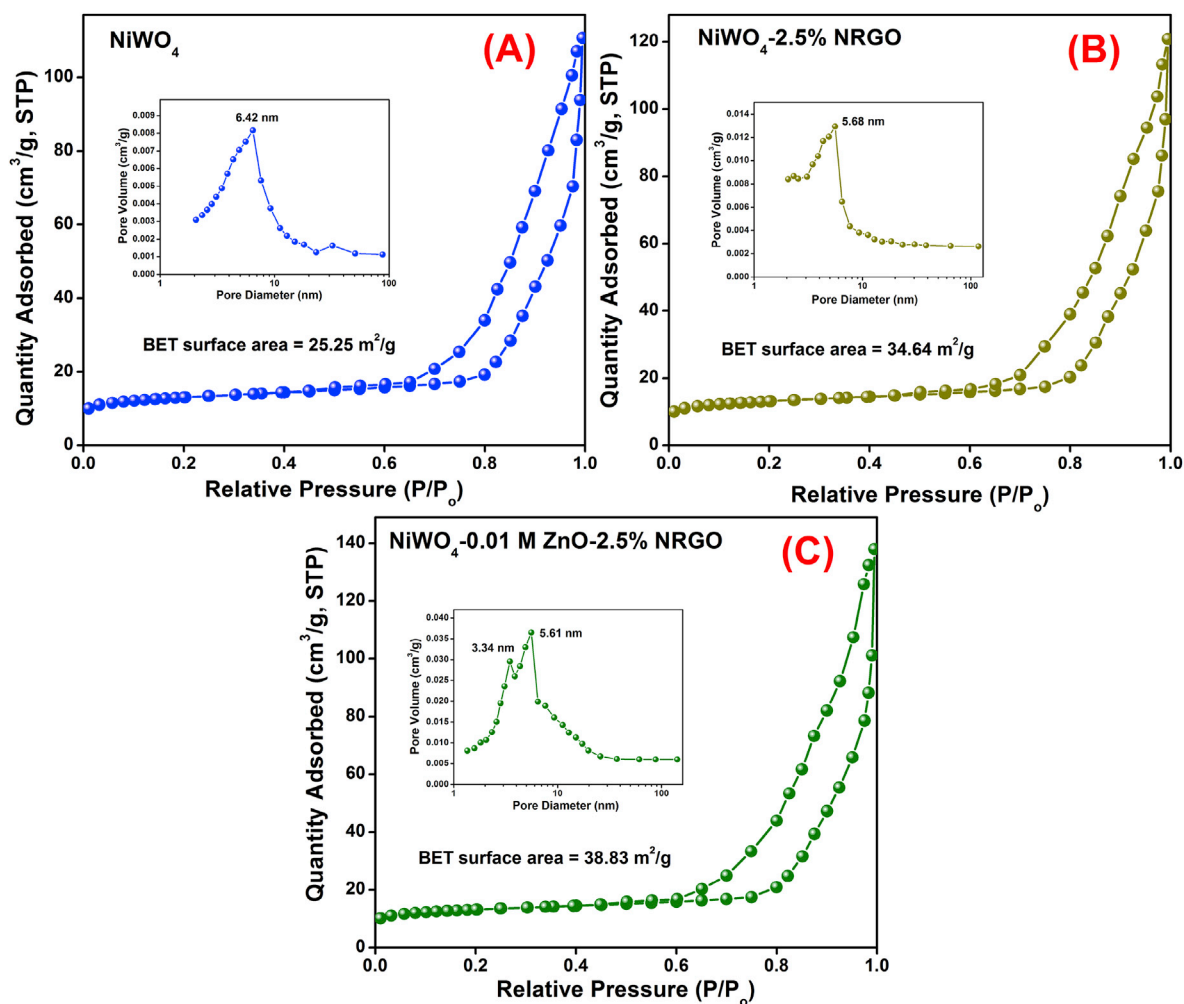 NiWO₄
(A)
Quantity Adsorbed (cm³/g, STP)
100
80
60
40
20
0
0.0 0.2 0.4 0.6 0.8 1.0
Relative Pressure (P/Pₒ)
BET surface area = 25.25 m²/g
6.42 nm
Pore Volume (cm³/g)
0.009
0.008
0.007
0.006
0.005
0.004
0.003
0.002
0.001
0.000
1 10 100
Pore Diameter (nm)
NiWO₄-2.5% NRGO
(B)
Quantity Adsorbed (cm³/g, STP)
120
100
80
60
40
20
0
0.0 0.2 0.4 0.6 0.8 1.0
Relative Pressure (P/Pₒ)
BET surface area = 34.64 m²/g
5.68 nm
Pore Volume (cm³/g)
0.014
0.012
0.010
0.008
0.006
0.004
0.002
0.000
1 10 100
Pore Diameter (nm)
NiWO₄-0.01 M ZnO-2.5% NRGO
(C)
Quantity Adsorbed (cm³/g, STP)
140
120
100
80
60
40
20
0
0.0 0.2 0.4 0.6 0.8 1.0
Relative Pressure (P/Pₒ)
BET surface area = 38.83 m²/g
3.34 nm
5.61 nm
Pore Volume (cm³/g)
0.040
0.035
0.030
0.025
0.020
0.015
0.010
0.005
0.000
1 10 100
Pore Diameter (nm)